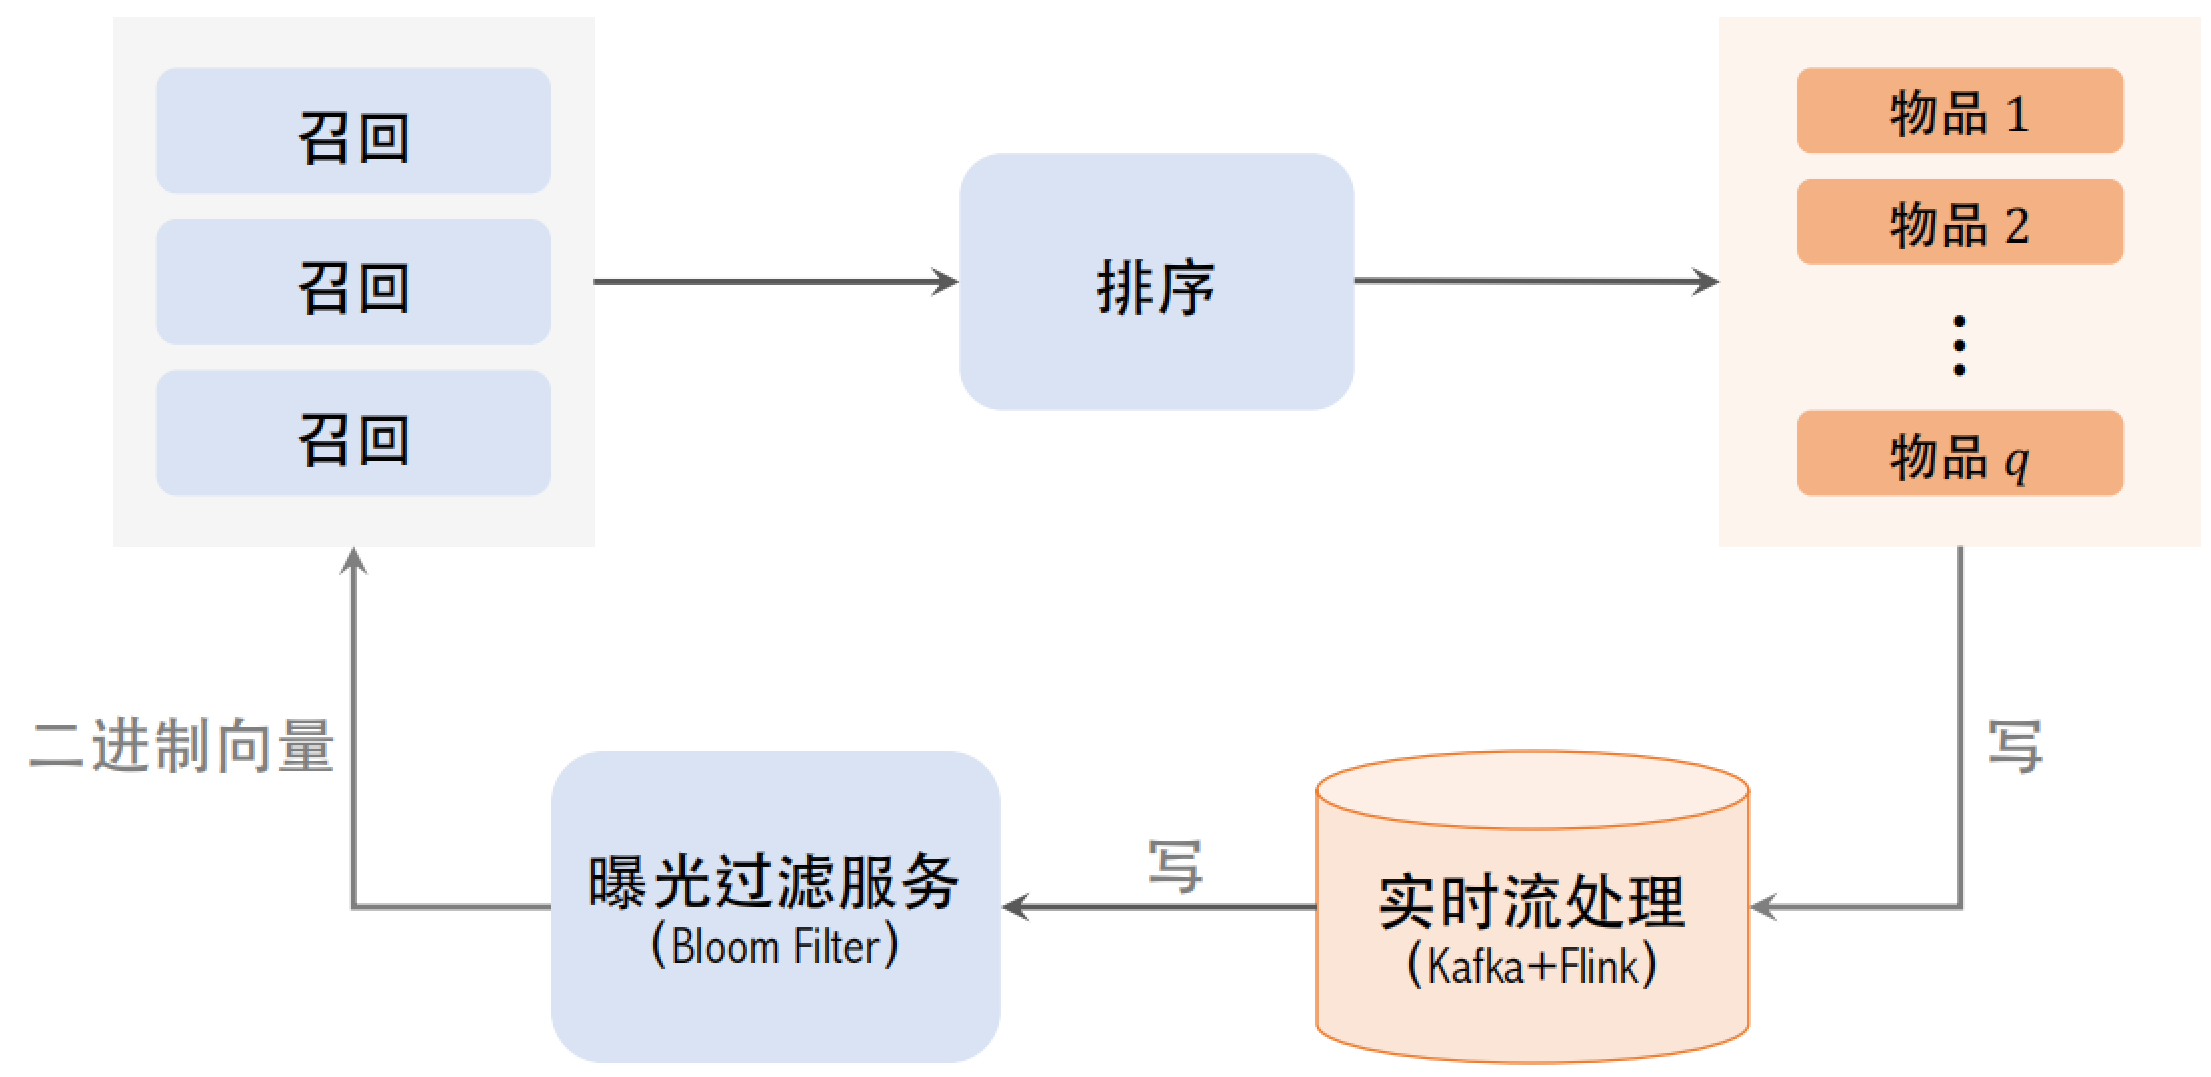 召回
召回
召回
排序
物品 1
物品 2
⋮
物品 q
二进制向量
写
写
曝光过滤服务
(Bloom Filter)
实时流处理
(Kafka+Flink)